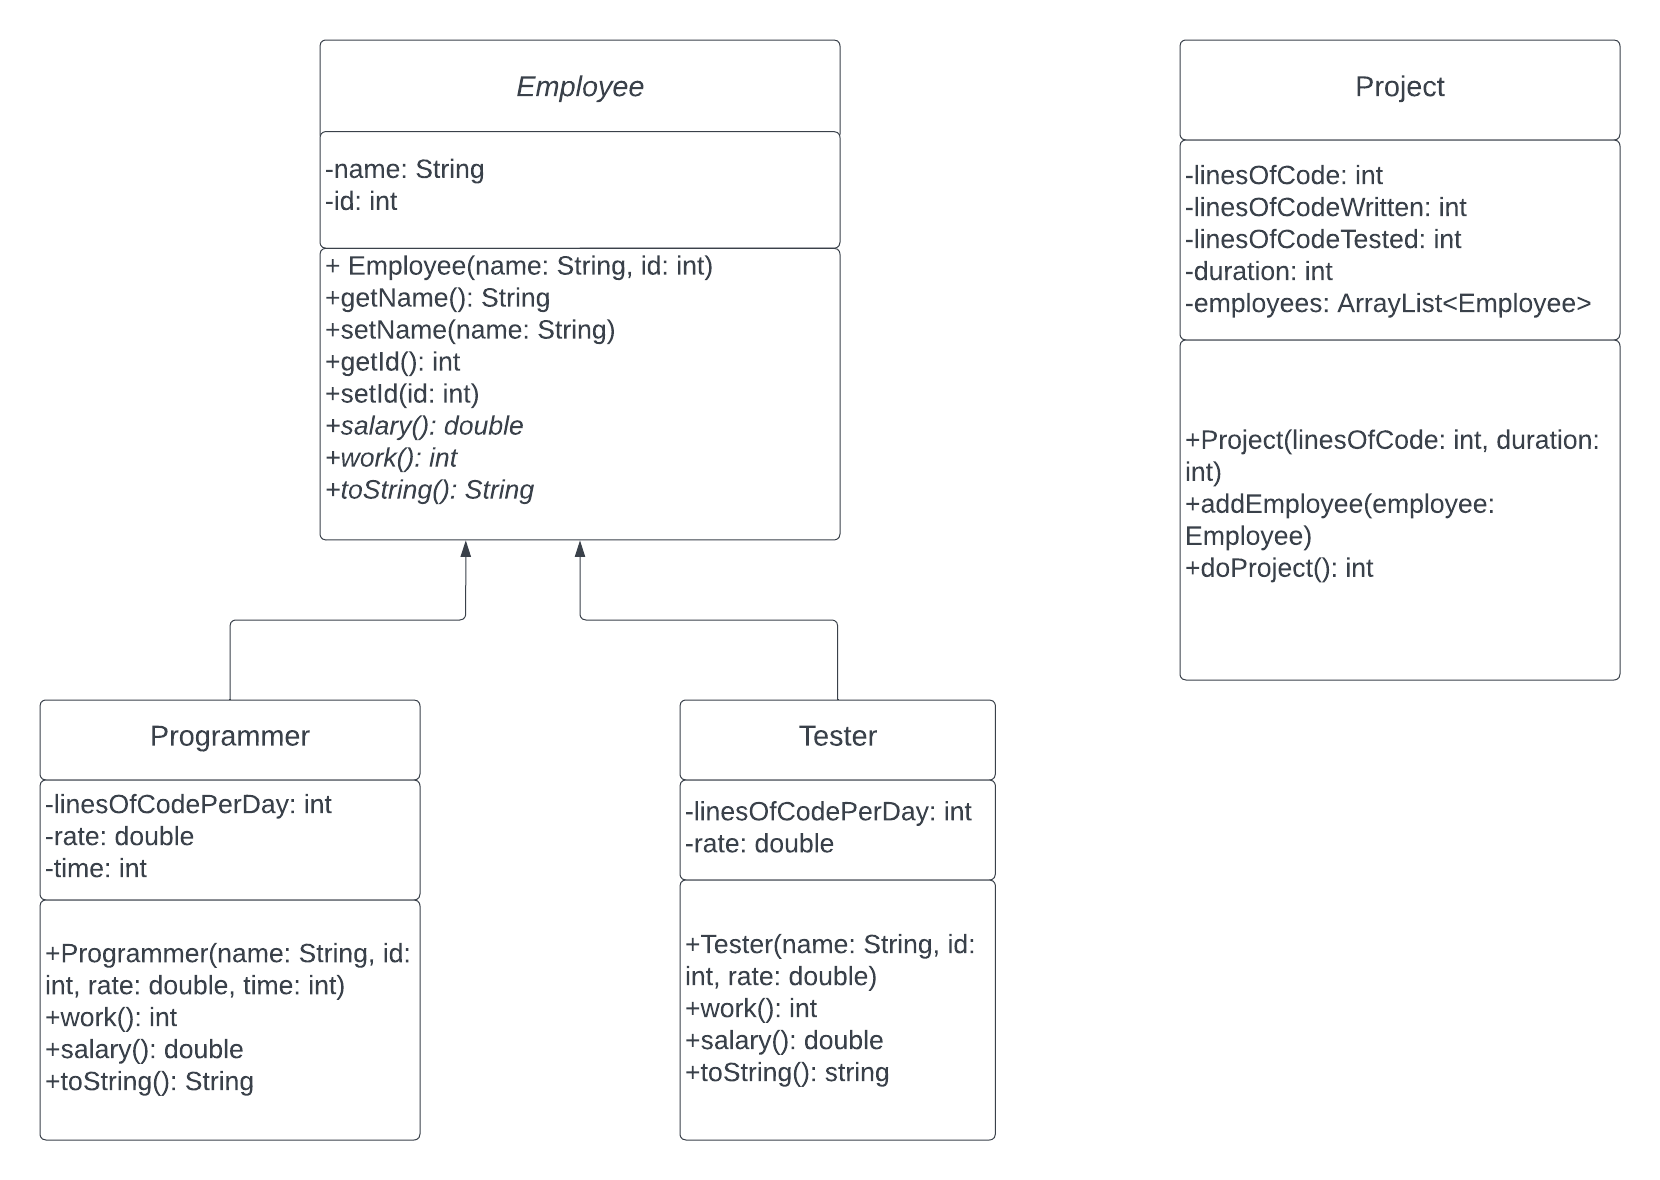 Employee
-name: String
-id: int
+ Employee(name: String, id: int)
+getName(): String
+setName(name: String)
+getId(): int
+setId(id: int)
+salary(): double
+work(): int
+toString(): String
Project
-linesOfCode: int
-linesOfCodeWritten: int
-linesOfCodeTested: int
-duration: int
-employees: ArrayList<Employee>
+Project(linesOfCode: int, duration:
int)
+addEmployee(employee:
Employee)
+doProject(): int
Programmer
-linesOfCodePerDay: int
-rate: double
-time: int
+Programmer(name: String, id:
int, rate: double, time: int)
+work(): int
+salary(): double
+toString(): String
Tester
-linesOfCodePerDay: int
-rate: double
+Tester(name: String, id:
int, rate: double)
+work(): int
+salary(): double
+toString(): string